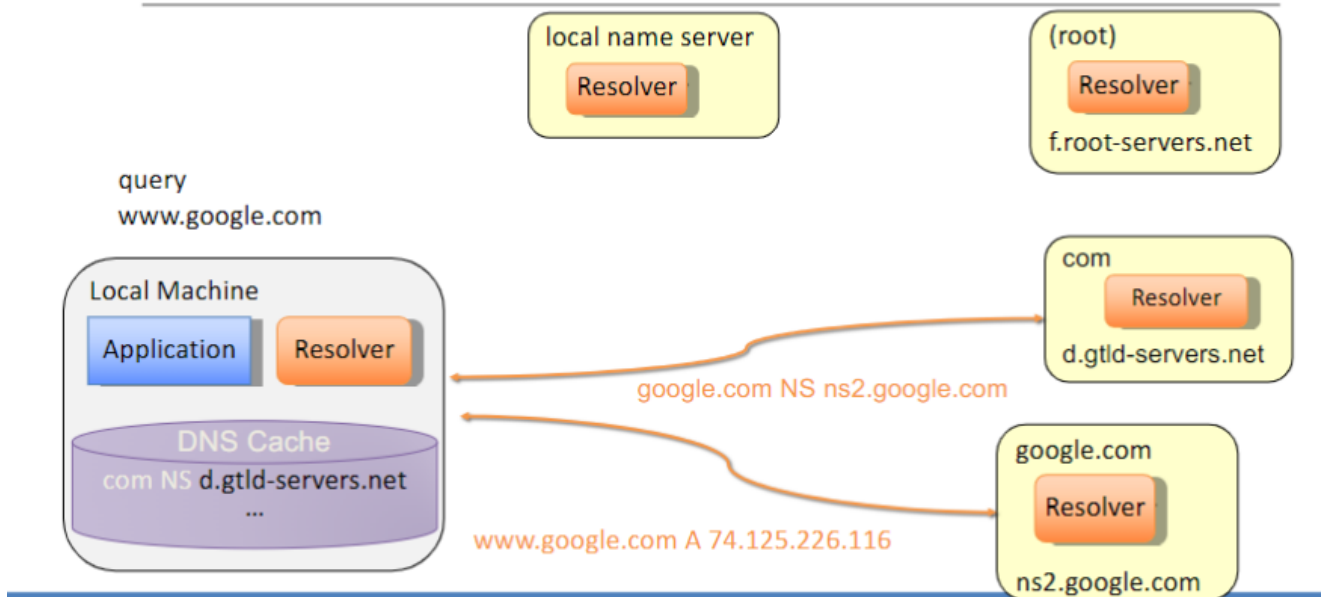 local name server
Resolver
(root)
Resolver
f.root-servers.net
query
www.google.com
Local Machine
Application
Resolver
DNS Cache
com NS d.gtld-servers.net
...
com
Resolver
d.gtld-servers.net
google.com NS ns2.google.com
google.com
Resolver
ns2.google.com
www.google.com A 74.125.226.116